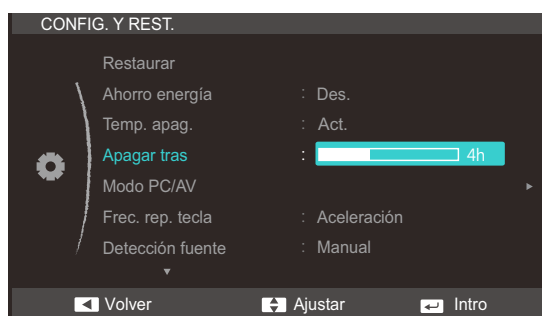 CONFIG. Y REST.
Restaurar
Ahorro energía : Des.
Temp. apag. : Act.
Apagar tras : 4h
Modo PC/AV
Frec. rep. tecla : Aceleración
Detección fuente : Manual
Volver Ajustar Intro